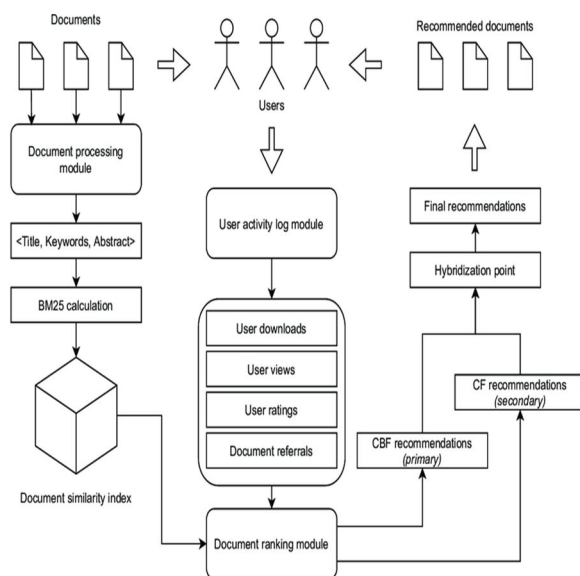 Documents
Users
Recommended documents
Document processing
module
<Title, Keywords, Abstract>
BM25 calculation
Document similarity index
User activity log module
User downloads
User views
User ratings
Document referrals
Document ranking module
Final recommendations
Hybridization point
CF recommendations
(secondary)
CBF recommendations
(primary)